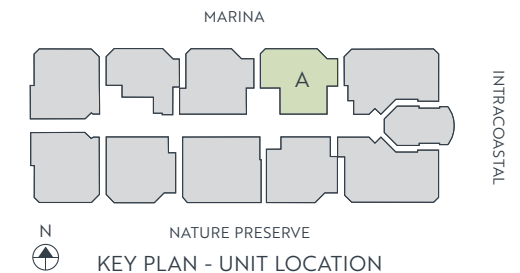 MARINA
A
INTRACOASTAL
N
NATURE PRESERVE
KEY PLAN - UNIT LOCATION